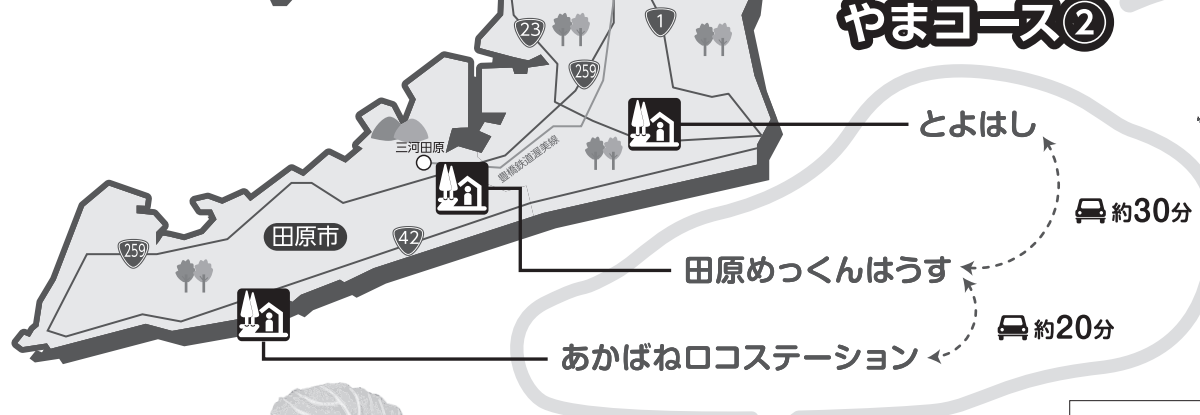 やまコース②
23
1
259
とよはし
三河田原
豊橋鉄道渥美線
約30分
田原市
42
259
田原めっくんはうす
約20分
あかばねロコステーション